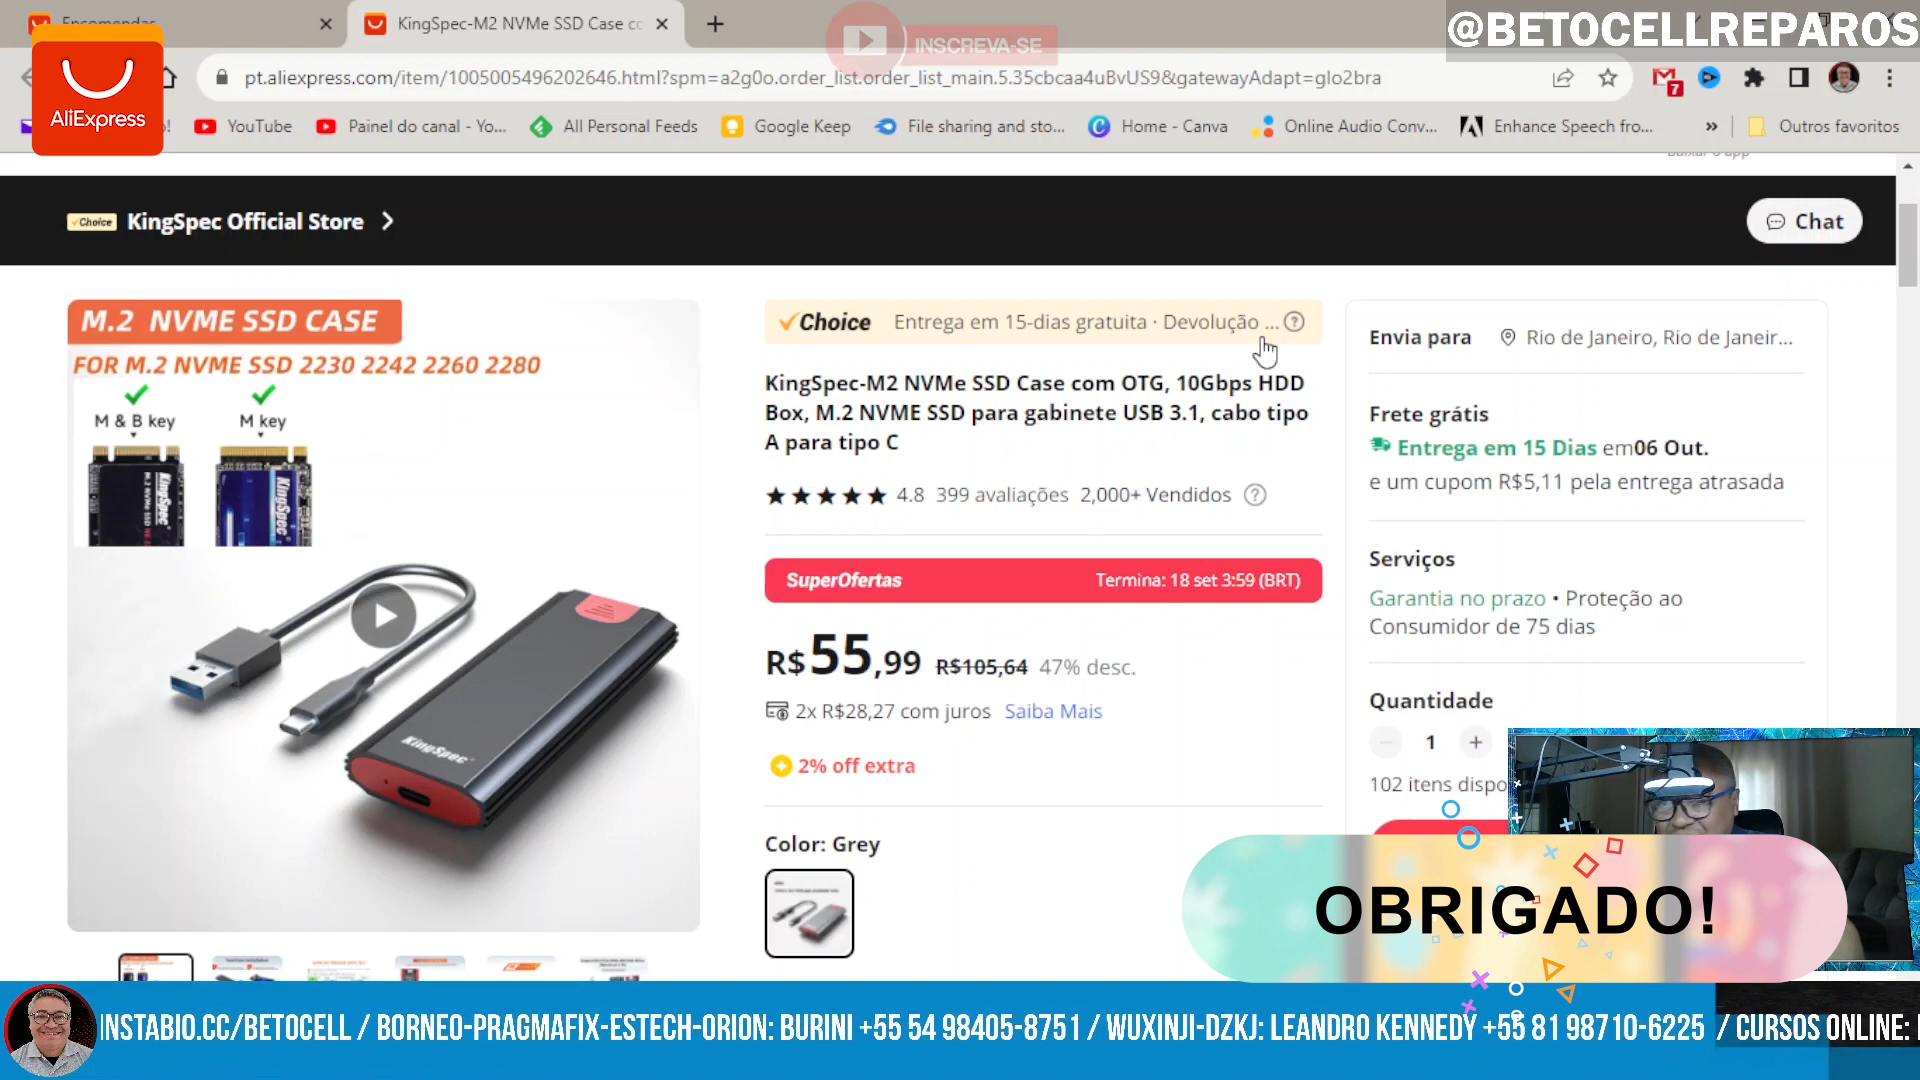 Encomendas
KingSpec-M2 NVMe SSD Case co
INSCREVA-SE
@BETOCELLREPAROS
AliExpress
pt.aliexpress.com/item/1005005496202646.html?spm=a2g0o.order_list.order_list_main.5.35cbcaa4uBvUS9&gatewayAdapt=glo2bra
7
YouTube
Painel do canal - Yo...
All Personal Feeds
Google Keep
File sharing and sto...
Home - Canva
Online Audio Conv...
Enhance Speech fro...
»
Outros favoritos
Baixar o app
Choice KingSpec Official Store
Chat
M.2 NVME SSD CASE
FOR M.2 NVME SSD 2230 2242 2260 2280
M & B key
M key
KingSpec
KingSpec
KingSpec
Choice Entrega em 15-dias gratuita · Devolução ...
KingSpec-M2 NVMe SSD Case com OTG, 10Gbps HDD
Box, M.2 NVME SSD para gabinete USB 3.1, cabo tipo
A para tipo C
4.8 399 avaliações 2,000+ Vendidos
SuperOfertas Termina: 18 set 3:59 (BRT)
R$55,99 R$105,64 47% desc.
2x R$28,27 com juros Saiba Mais
2% off extra
Color: Grey
Envia para Rio de Janeiro, Rio de Janeir...
Frete grátis
Entrega em 15 Dias em06 Out.
e um cupom R$5,11 pela entrega atrasada
Serviços
Garantia no prazo • Proteção ao
Consumidor de 75 dias
Quantidade
1
102 itens dispo
OBRIGADO!
INSTABIO.CC/BETOCELL / BORNEO-PRAGMAFIX-ESTECH-ORION: BURINI +55 54 98405-8751 / WUXINJI-DZKJ: LEANDRO KENNEDY +55 81 98710-6225 / CURSOS ONLINE: